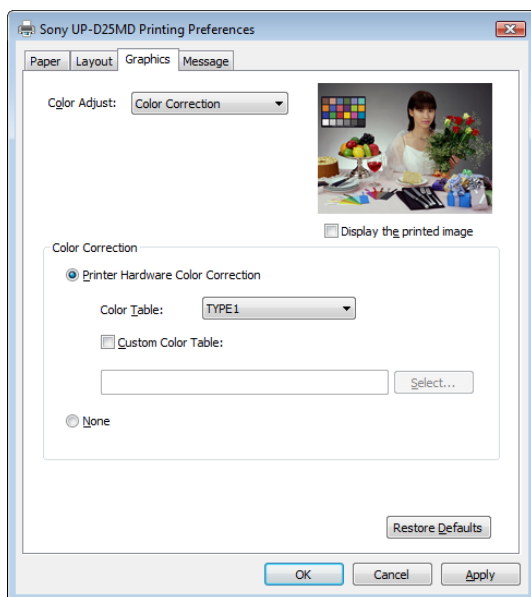 Sony UP-D25MD Printing Preferences
Paper Layout Graphics Message
Color Adjust: Color Correction
Display the printed image
Color Correction
Printer Hardware Color Correction
Color Table: TYPE1
Custom Color Table:
Select...
None
Restore Defaults
OK Cancel Apply